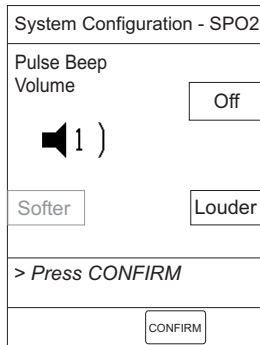 System Configuration - SPO2
Pulse Beep
Volume
Off
1
Softer
Louder
> Press CONFIRM
CONFIRM